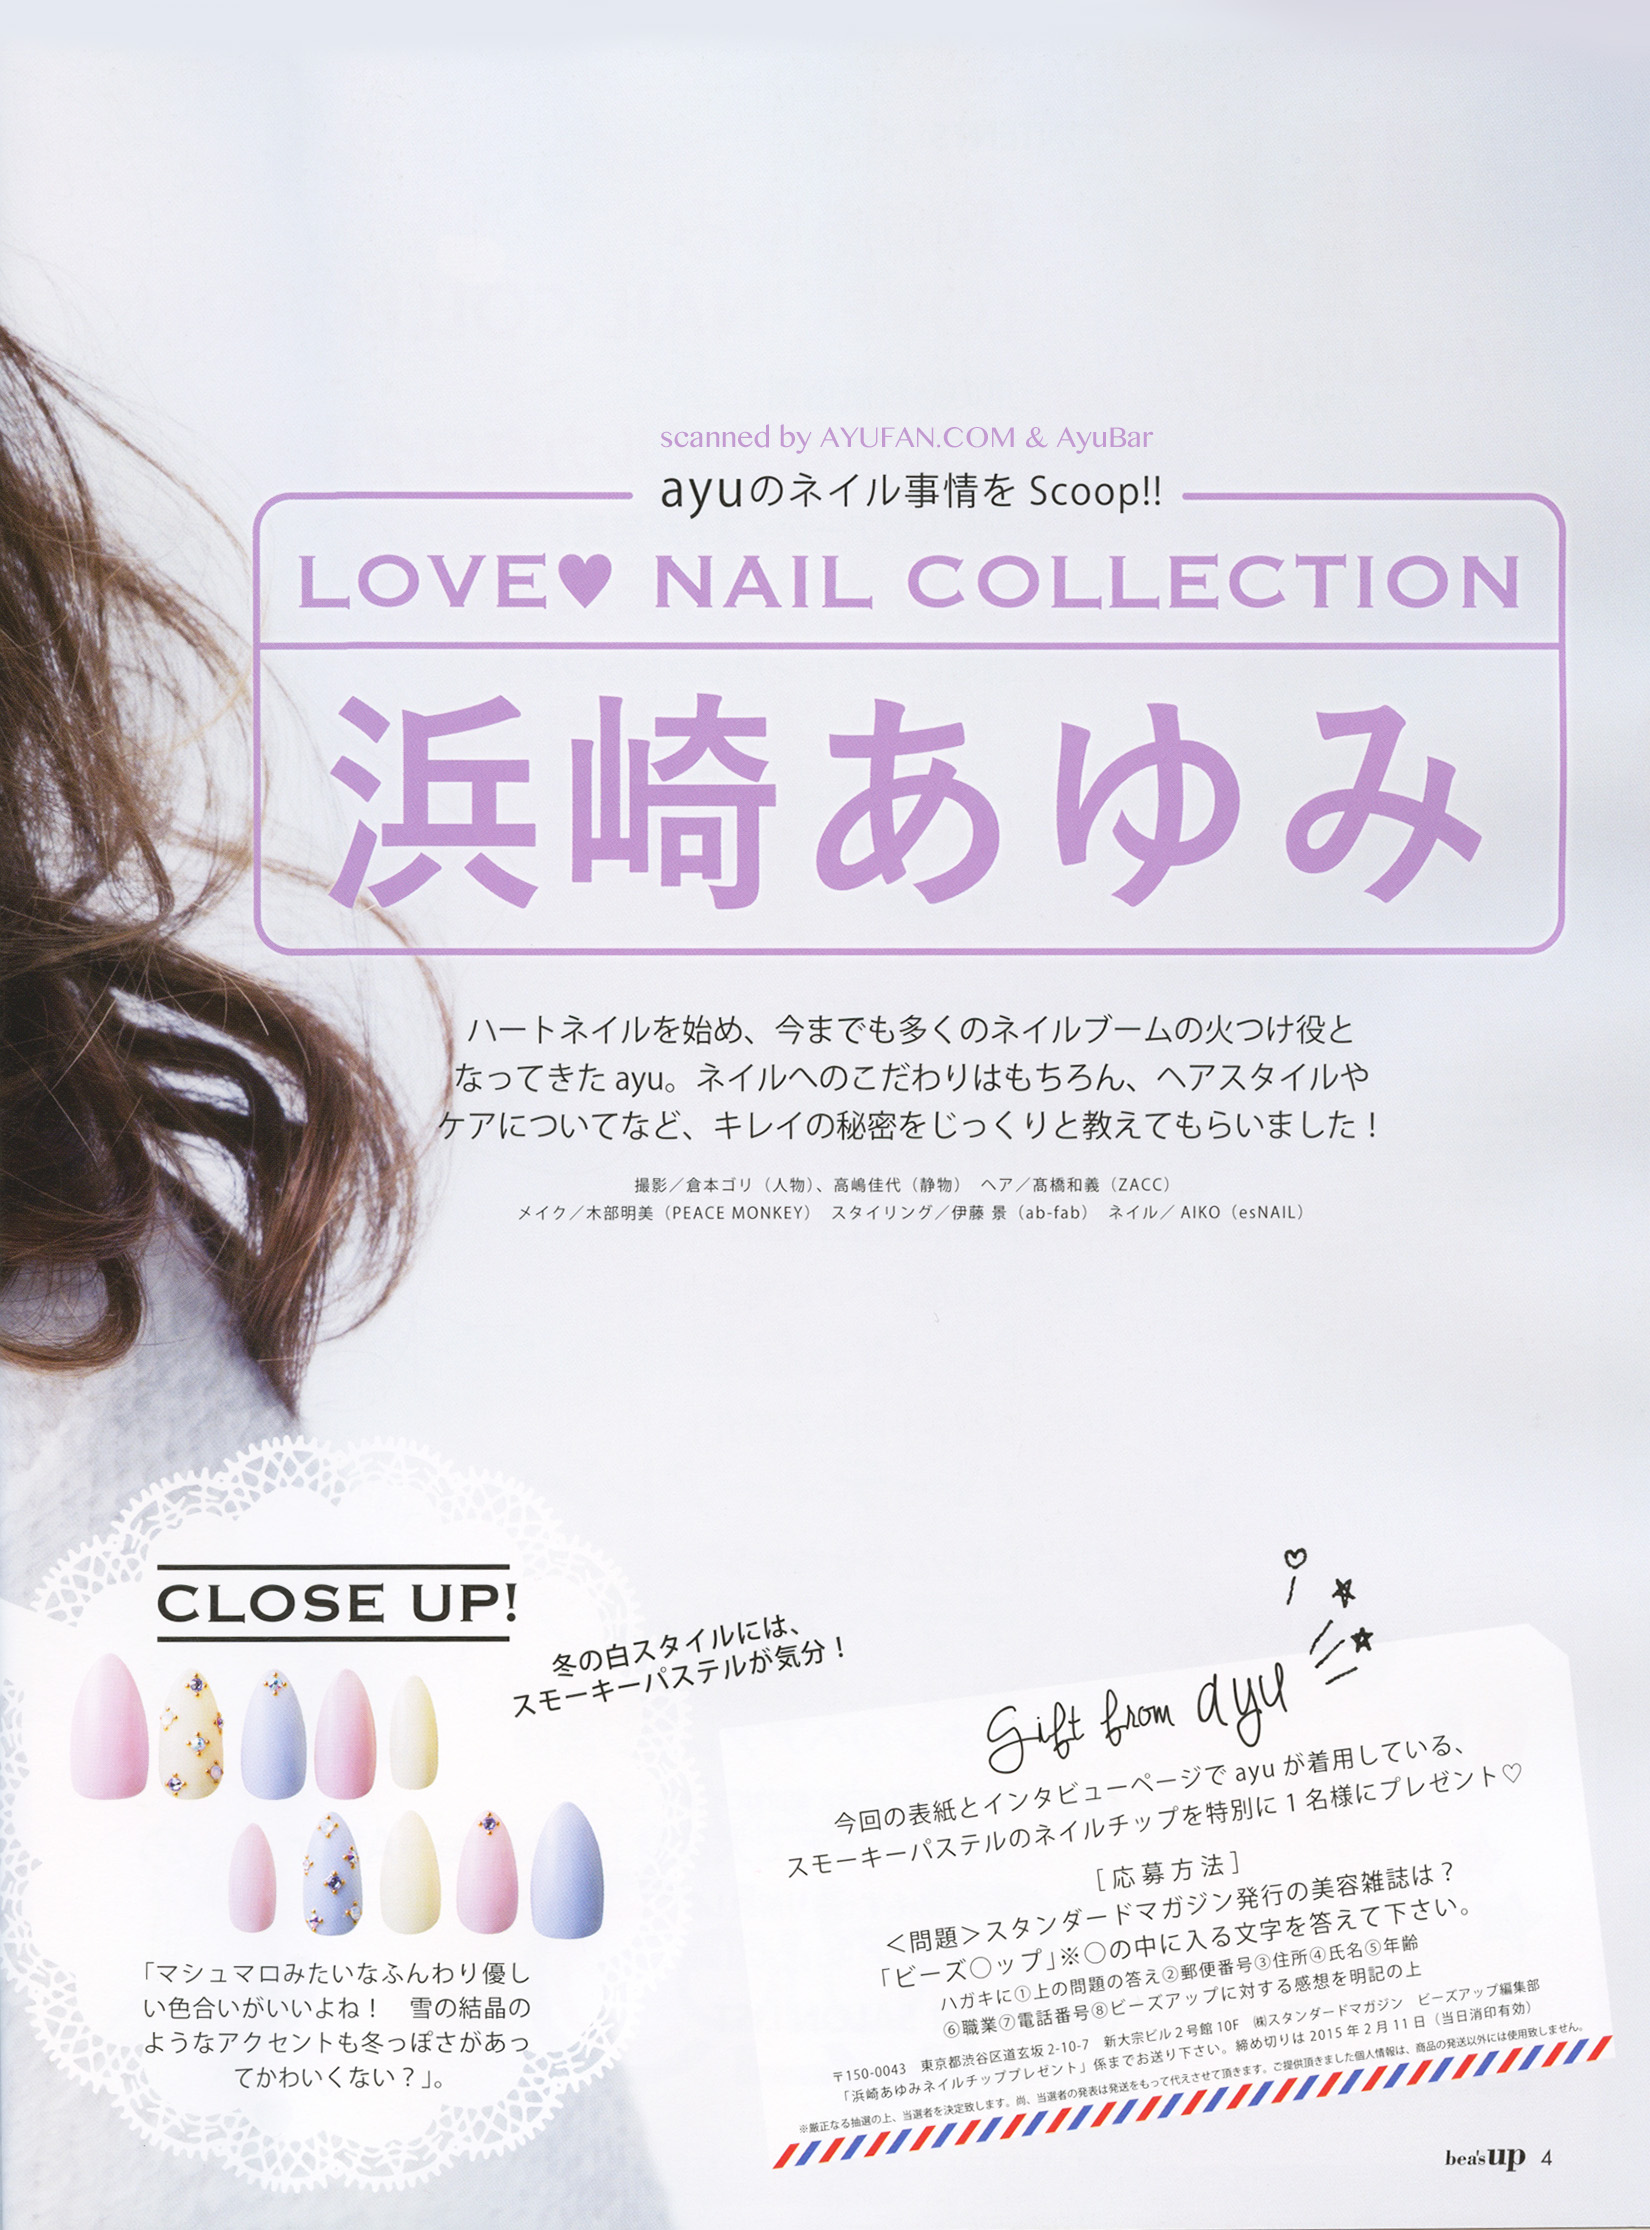 scanned by AYUFAN.COM & AyuBar
ayuのネイル事情を Scoop!!
LOVE♥ NAIL COLLECTION
浜崎あゆみ
ハートネイルを始め、今までも多くのネイルブームの火つけ役と
なってきた ayu。ネイルへのこだわりはもちろん、ヘアスタイルや
ケアについてなど、キレイの秘密をじっくりと教えてもらいました！
撮影／倉本ゴリ（人物）、高嶋佳代（静物）　ヘア／髙橋和義（ZACC）
メイク／木部明美（PEACE MONKEY）　スタイリング／伊藤 景（ab-fab）　ネイル／ AIKO（esNAIL）
CLOSE UP!
冬の白スタイルには、
スモーキーパステルが気分！
「マシュマロみたいなふんわり優し
い色合いがいいよね！　雪の結晶の
ようなアクセントも冬っぽさがあっ
てかわいくない？」。
Gift from ayu
今回の表紙とインタビューページで ayu が着用している、
スモーキーパステルのネイルチップを特別に 1 名様にプレゼント♡
［応募方法］
＜問題＞スタンダードマガジン発行の美容雑誌は？
「ビーズ○ップ」※○の中に入る文字を答えて下さい。
ハガキに①上の問題の答え②郵便番号③住所④氏名⑤年齢
⑥職業⑦電話番号⑧ビーズアップに対する感想を明記の上
〒150-0043　東京都渋谷区道玄坂 2-10-7　新大宗ビル 2 号館 10F　㈱スタンダードマガジン　ビーズアップ編集部
「浜崎あゆみネイルチッププレゼント」係までお送り下さい。締め切りは 2015 年 2 月 11 日（当日消印有効）
※厳正なる抽選の上、当選者を決定致します。尚、当選者の発表は発送をもって代えさせて頂きます。ご提供頂きました個人情報は、商品の発送以外には使用致しません。
bea's up 4